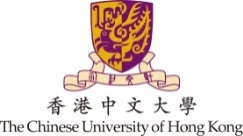 香港中文大學
The Chinese University of Hong Kong